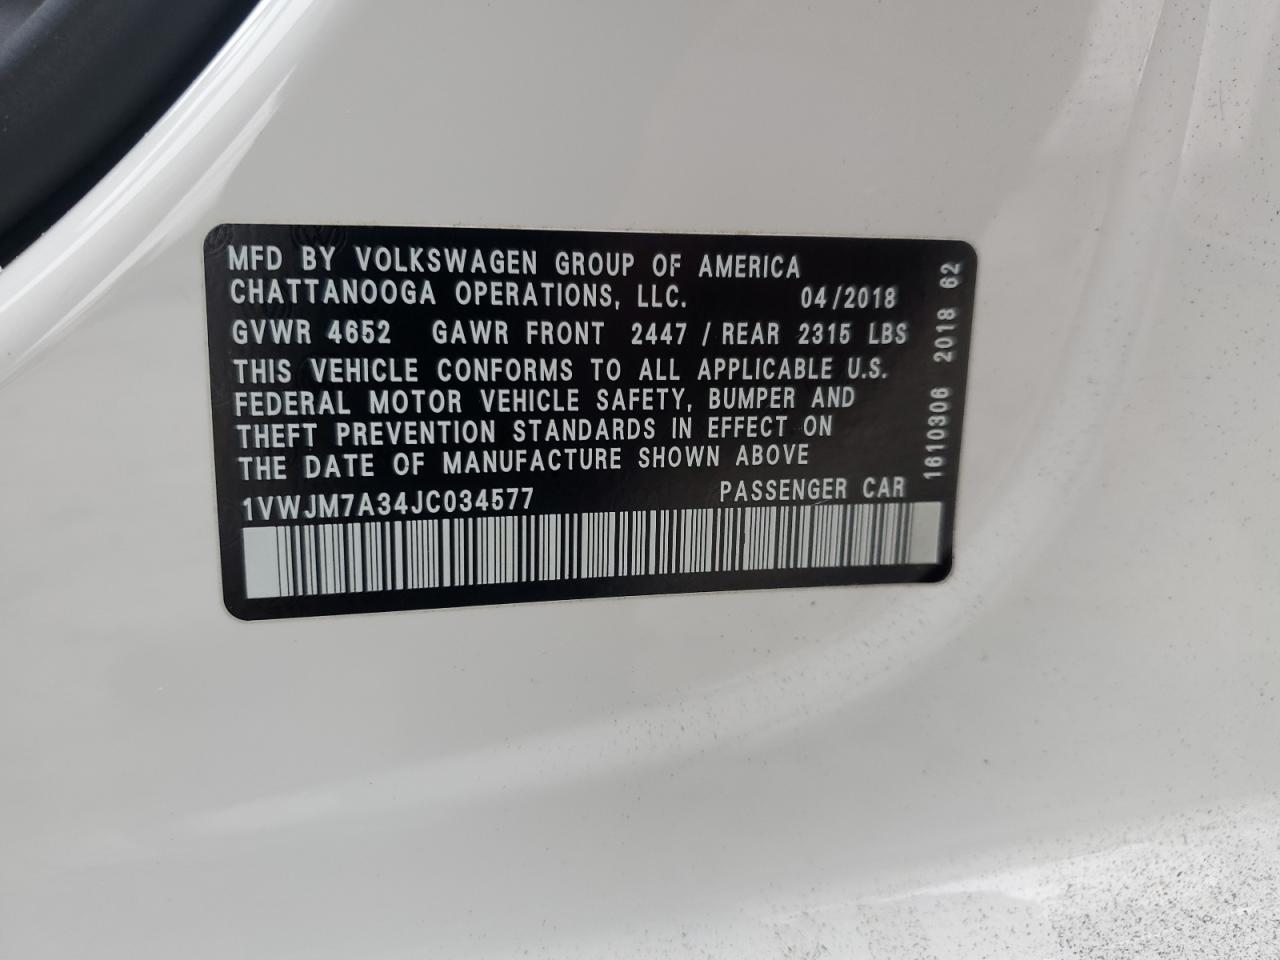 MFD BY VOLKSWAGEN GROUP OF AMERICA
CHATTANOOGA OPERATIONS, LLC. 04/2018
GVWR 4652 GAWR FRONT 2447 / REAR 2315 LBS
THIS VEHICLE CONFORMS TO ALL APPLICABLE U.S.
FEDERAL MOTOR VEHICLE SAFETY, BUMPER AND
THEFT PREVENTION STANDARDS IN EFFECT ON
THE DATE OF MANUFACTURE SHOWN ABOVE
1VWJM7A34JC034577 PASSENGER CAR
1610306 2018 62